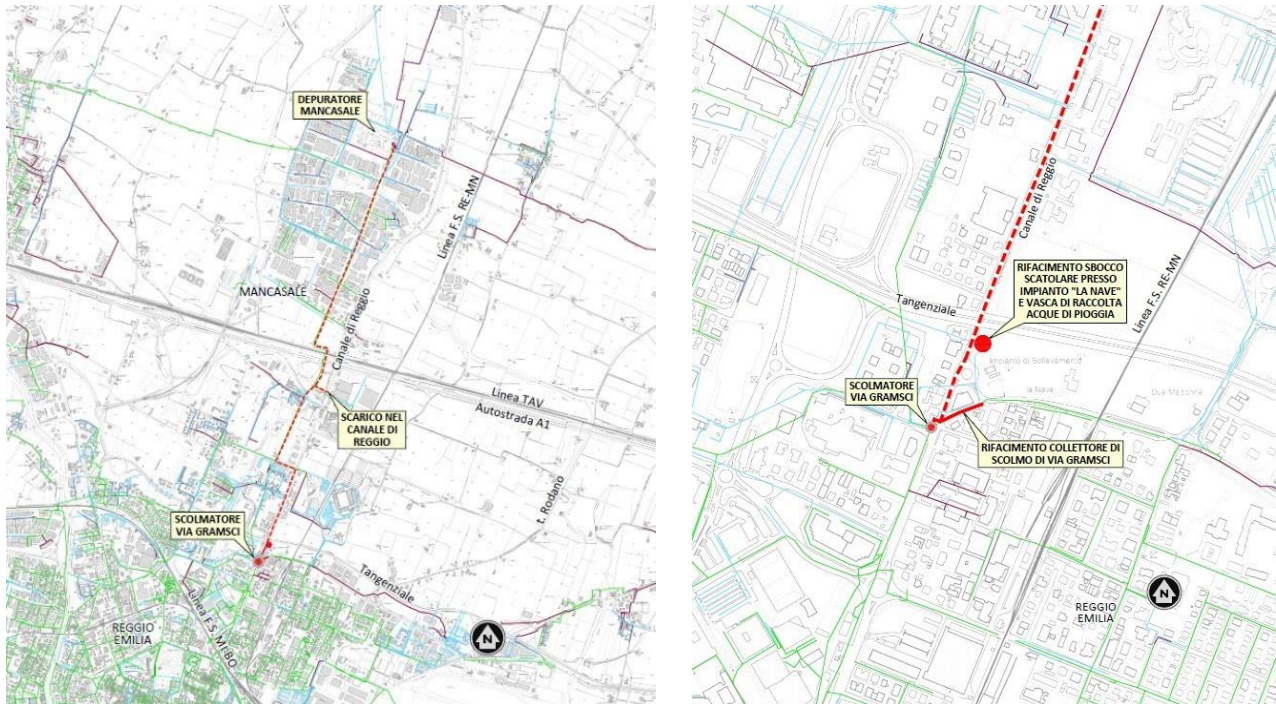 DEPURATORE
MANCASALE
Linea F.S. RE-MN
MANCASALE
Canale di Reggio
Linea TAV
Autostrada A1
SCARICO NEL
CANALE DI
REGGIO
t. Rodano
SCOLMATORE
VIA GRAMSCI
Tangenziale
Linea F.S. MI-BO
REGGIO
EMILIA
N
Canale di Reggio
RIFACIMENTO SBOCCO
SCATOLARE PRESSO
IMPIANTO "LA NAVE"
E VASCA DI RACCOLTA
ACQUE DI PIOGGIA
Linea F.S. RE-MN
Tangenziale
Impianto di Sollevamento
la Nave
Due Maestà
SCOLMATORE
VIA GRAMSCI
RIFACIMENTO COLLETTORE DI
SCOLMO DI VIA GRAMSCI
REGGIO
EMILIA
N